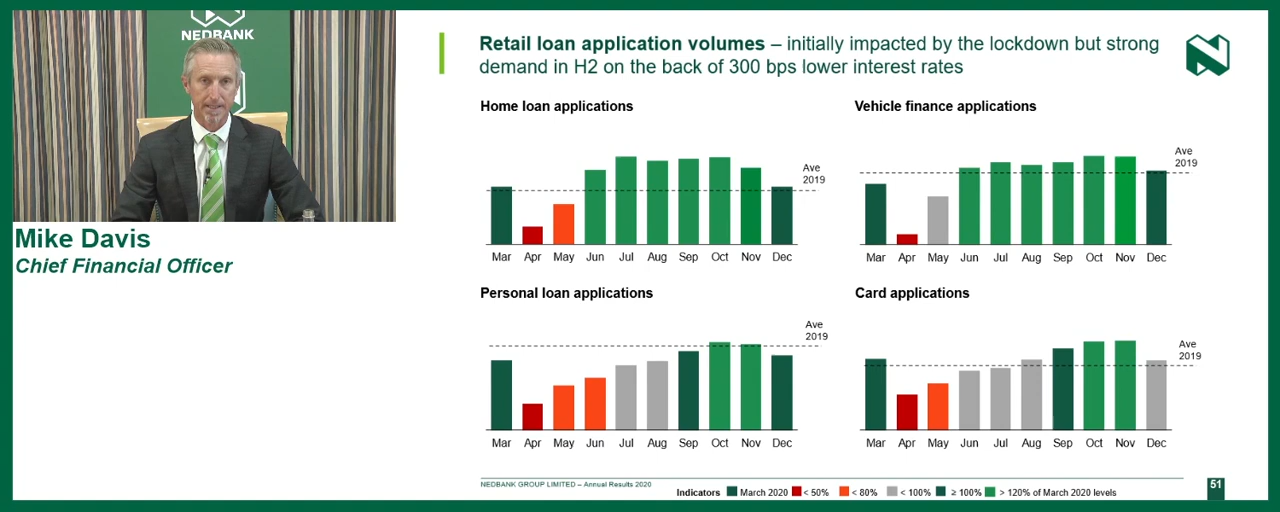 NEDBANK
Mike Davis
Chief Financial Officer
Retail loan application volumes – initially impacted by the lockdown but strong
demand in H2 on the back of 300 bps lower interest rates
Home loan applications
Ave
2019
Mar Apr May Jun Jul Aug Sep Oct Nov Dec
Vehicle finance applications
Ave
2019
Mar Apr May Jun Jul Aug Sep Oct Nov Dec
Personal loan applications
Ave
2019
Mar Apr May Jun Jul Aug Sep Oct Nov Dec
Card applications
Ave
2019
Mar Apr May Jun Jul Aug Sep Oct Nov Dec
NEDBANK GROUP LIMITED – Annual Results 2020
Indicators March 2020 < 50% < 80% < 100% ≥ 100% > 120% of March 2020 levels
51